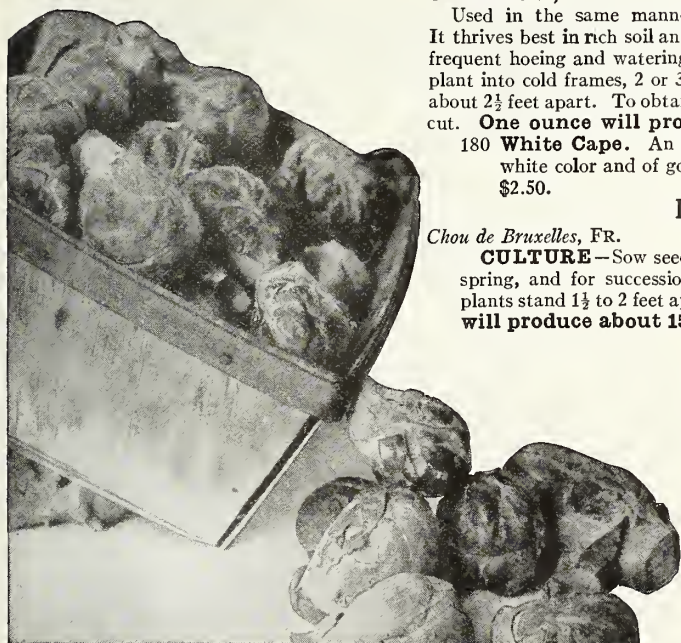 Used in the same mann
It thrives best in rich soil an
frequent hoeing and watering
plant into cold frames, 2 or 3
about 2½ feet apart. To obta
cut. One ounce will pro
180 White Cape. An
white color and of go
$2.50.
Chou de Bruxelles, FR.
CULTURE—Sow see
spring, and for successio
plants stand 1½ to 2 feet a
will produce about 15